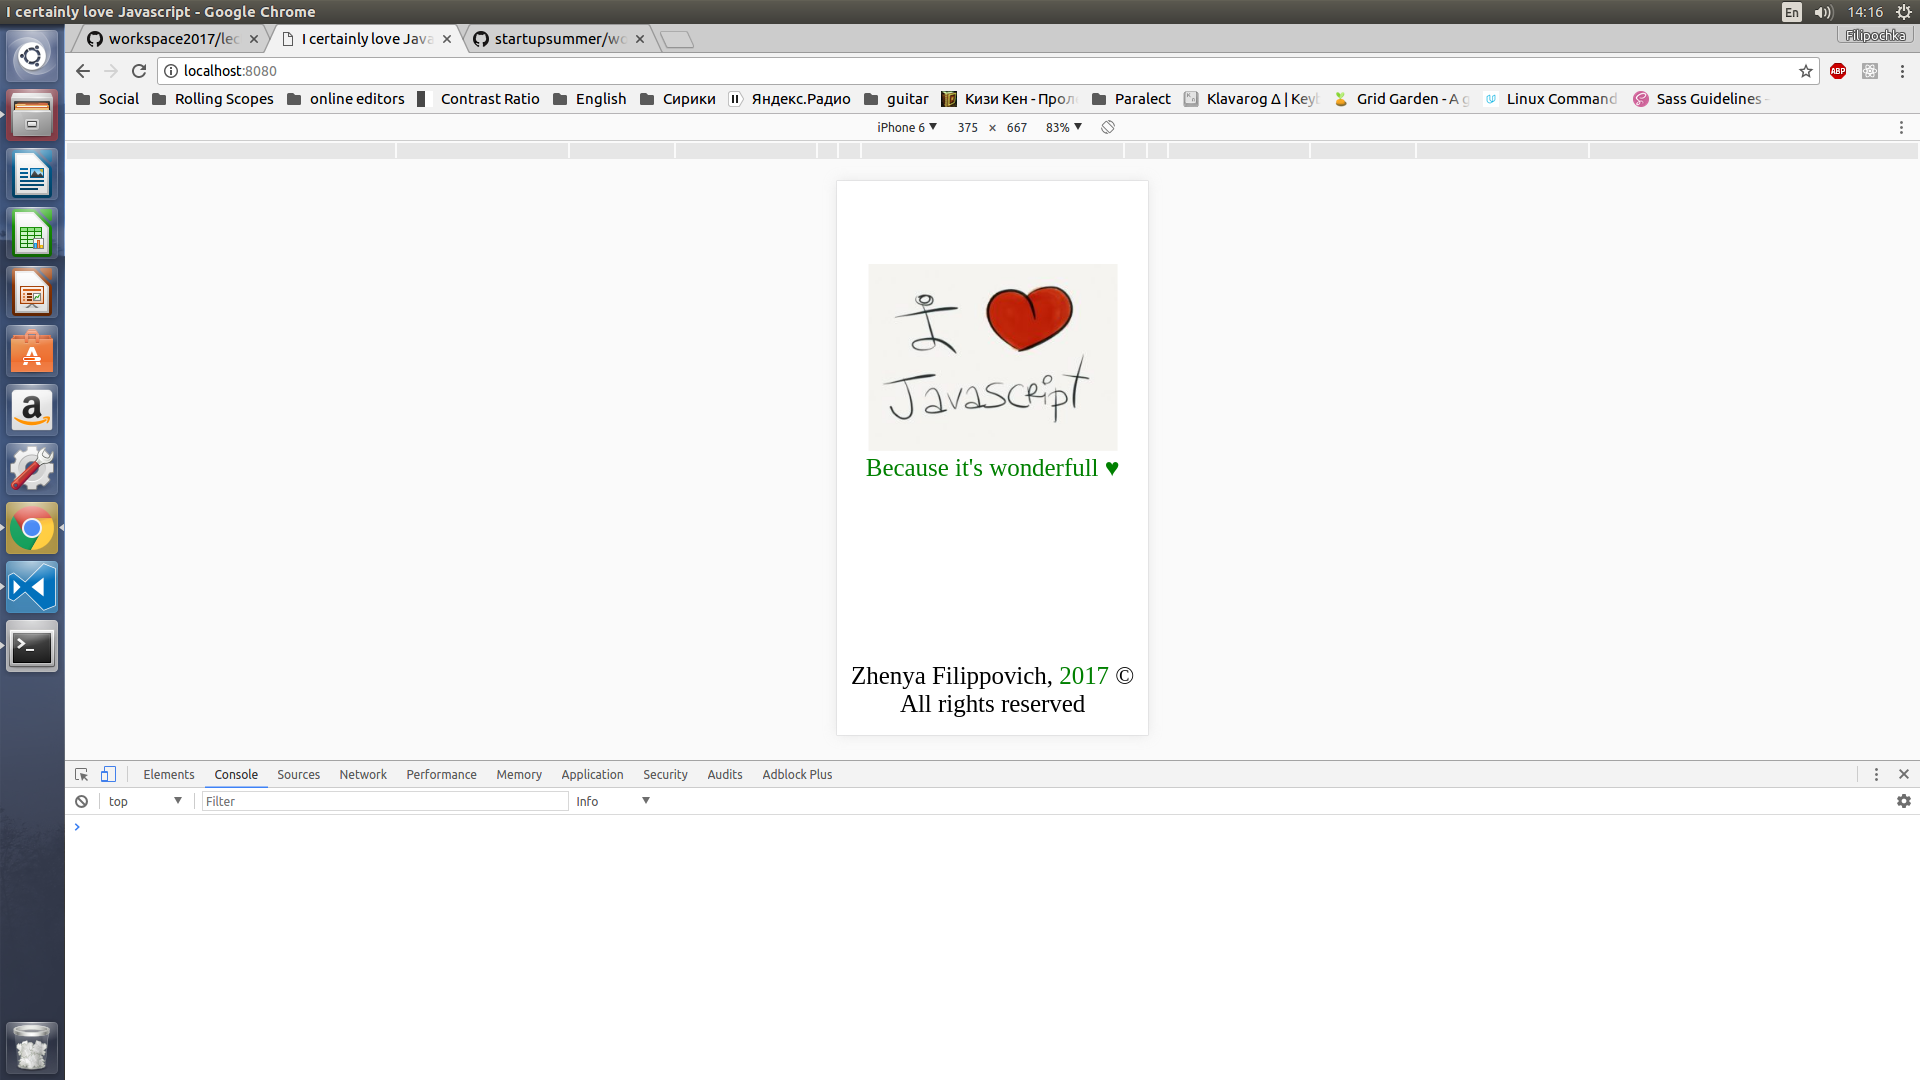 I certainly love Javascript - Google Chrome
En
14:16
workspace2017/lec
I certainly love Java
startupsummer/wo
Filipochka
localhost:8080
ABP
Social
Rolling Scopes
online editors
Contrast Ratio
English
Сирики
Яндекс.Радио
guitar
Кизи Кен - Прол
Paralect
Klavarog Δ | Keyb
Grid Garden - A g
Linux Command
Sass Guidelines -
iPhone 6
375 × 667
83%
I
Javascript
Because it's wonderfull ♥
Zhenya Filippovich, 2017 ©
All rights reserved
Elements
Console
Sources
Network
Performance
Memory
Application
Security
Audits
Adblock Plus
top
Filter
Info